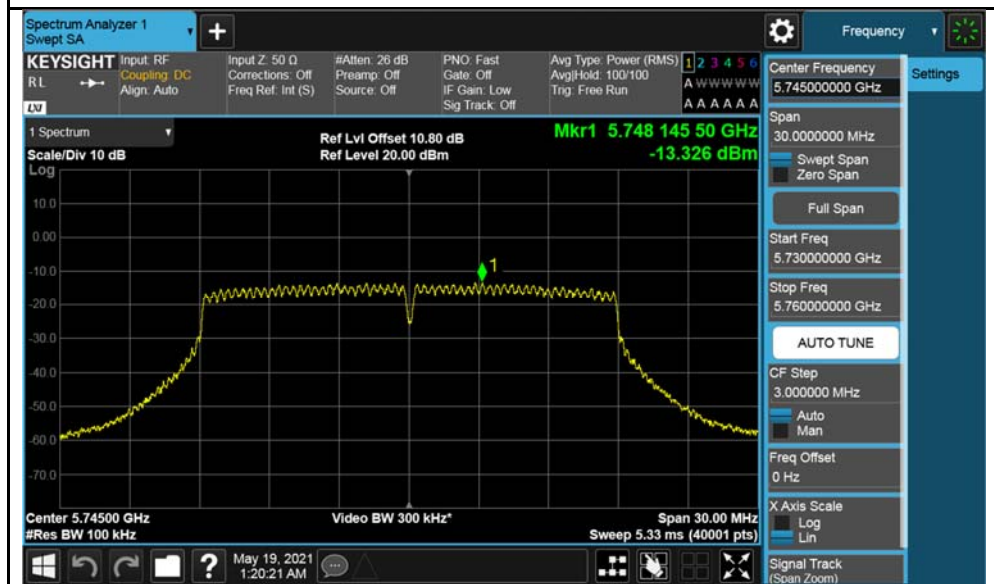 Spectrum Analyzer 1
Swept SA
+
Frequency
KEYSIGHT
RL
LXI
Input: RF
Coupling: DC
Align: Auto
Input Z: 50 Ω
Corrections: Off
Freq Ref: Int (S)
#Atten: 26 dB
Preamp: Off
Source: Off
PNO: Fast
Gate: Off
IF Gain: Low
Sig Track: Off
Avg Type: Power (RMS)
Avg|Hold: 100/100
Trig: Free Run
1 2 3 4 5 6
A W W W W W
A A A A A A
1 Spectrum
Scale/Div 10 dB
Log
Ref Lvl Offset 10.80 dB
Ref Level 20.00 dBm
Mkr1 5.748 145 50 GHz
-13.326 dBm
10.0
0.00
-10.0
-20.0
-30.0
-40.0
-50.0
-60.0
-70.0
1
Center 5.74500 GHz
#Res BW 100 kHz
Video BW 300 kHz*
Span 30.00 MHz
Sweep 5.33 ms (40001 pts)
?
May 19, 2021
1:20:21 AM
Center Frequency
5.745000000 GHz
Settings
Span
30.0000000 MHz
Swept Span
Zero Span
Full Span
Start Freq
5.730000000 GHz
Stop Freq
5.760000000 GHz
AUTO TUNE
CF Step
3.000000 MHz
Auto
Man
Freq Offset
0 Hz
X Axis Scale
Log
Lin
Signal Track
(Span Zoom)